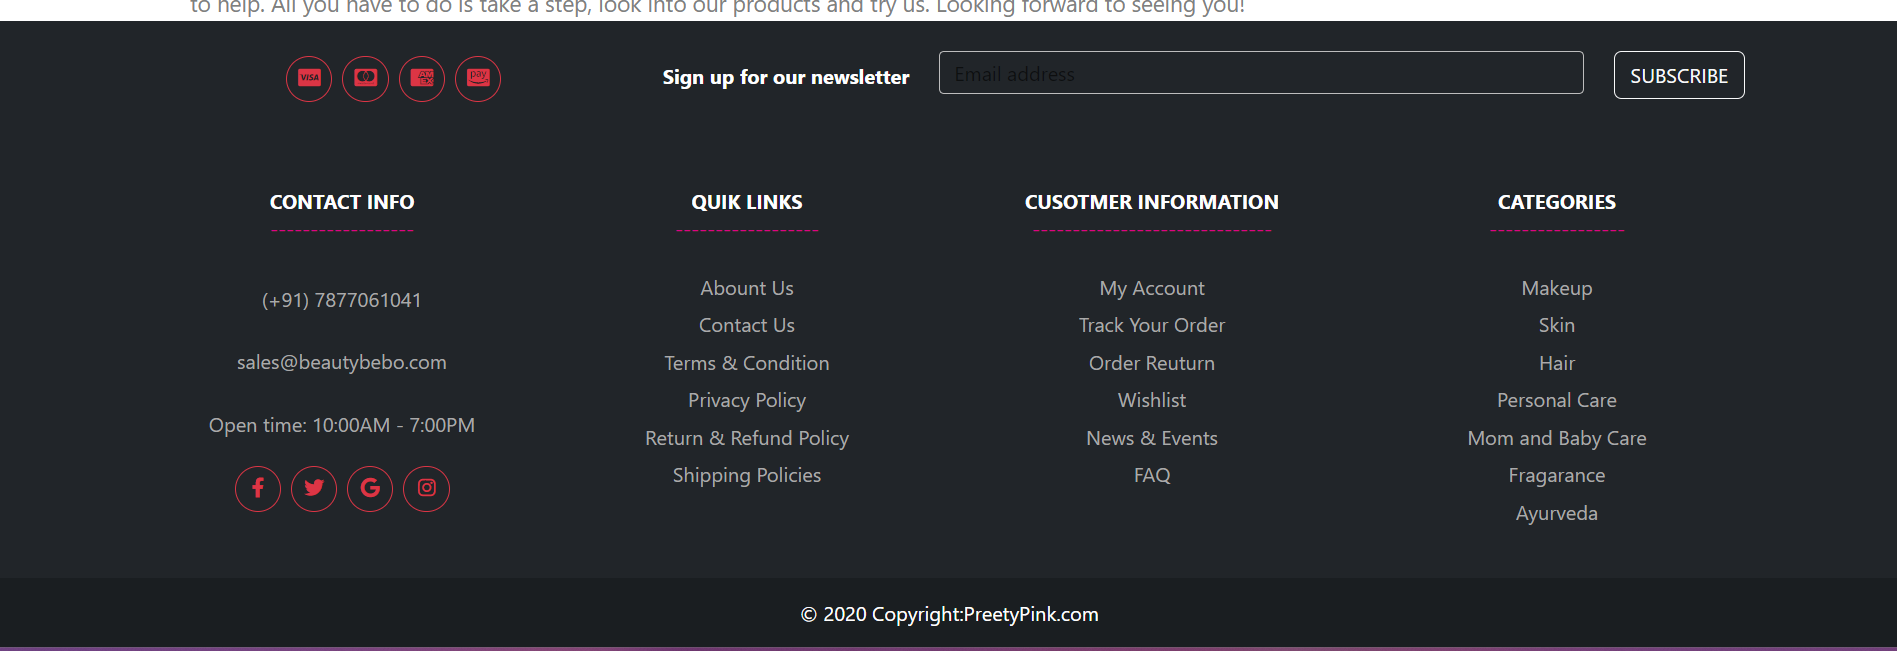 to help. All you have to do is take a step, look into our products and try us. Looking forward to seeing you!
VISA
AM EX
pay
Sign up for our newsletter
Email address
SUBSCRIBE
CONTACT INFO
------------------
(+91) 7877061041
sales@beautybebo.com
Open time: 10:00AM - 7:00PM
QUIK LINKS
------------------
Abount Us
Contact Us
Terms & Condition
Privacy Policy
Return & Refund Policy
Shipping Policies
CUSOTMER INFORMATION
------------------------------
My Account
Track Your Order
Order Reuturn
Wishlist
News & Events
FAQ
CATEGORIES
-----------------
Makeup
Skin
Hair
Personal Care
Mom and Baby Care
Fragarance
Ayurveda
© 2020 Copyright:PreetyPink.com